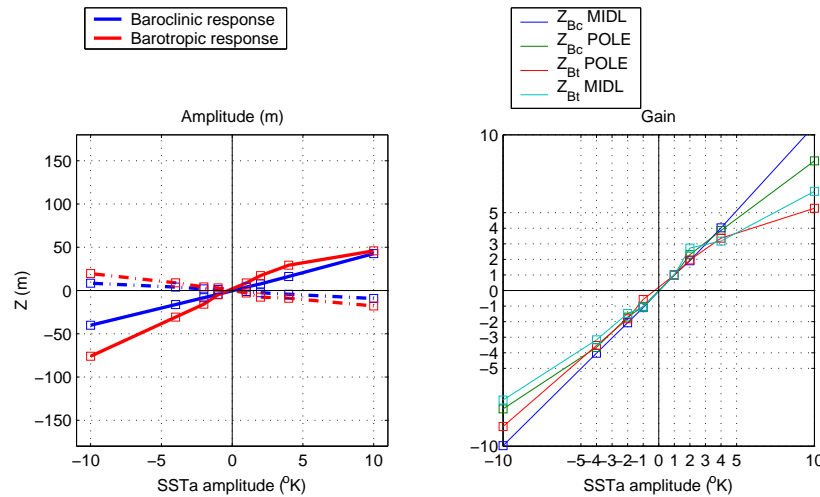 Baroclinic response
Barotropic response
Z_Bc MIDL
Z_Bc POLE
Z_Bt POLE
Z_Bt MIDL
Amplitude (m)
150
100
50
0
−50
−100
−150
Z (m)
−10 −5 0 5 10
SSTa amplitude (⁰K)
Gain
10
5
4
3
2
1
0
−1
−2
−3
−4
−5
−10
−10 −5 −4 −3 −2 −1 0 1 2 3 4 5 10
SSTa amplitude (⁰K)